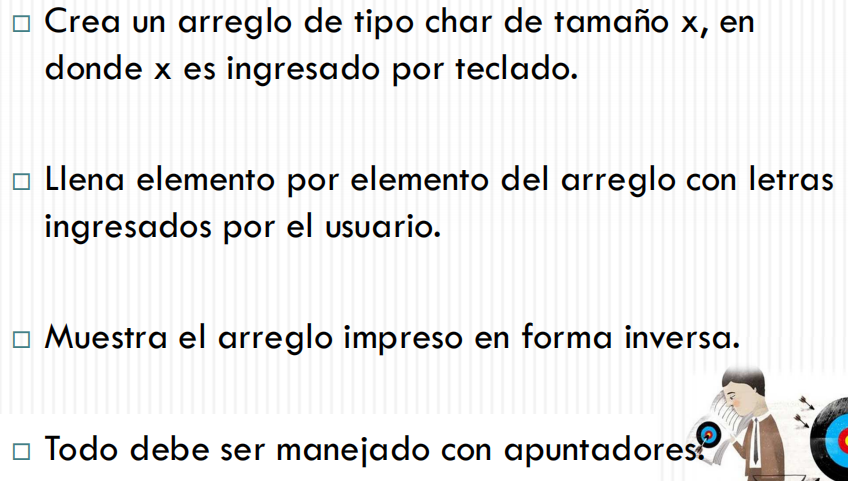 Crea un arreglo de tipo char de tamaño x, en
donde x es ingresado por teclado.
Llena elemento por elemento del arreglo con letras
ingresados por el usuario.
Muestra el arreglo impreso en forma inversa.
Todo debe ser manejado con apuntadores.